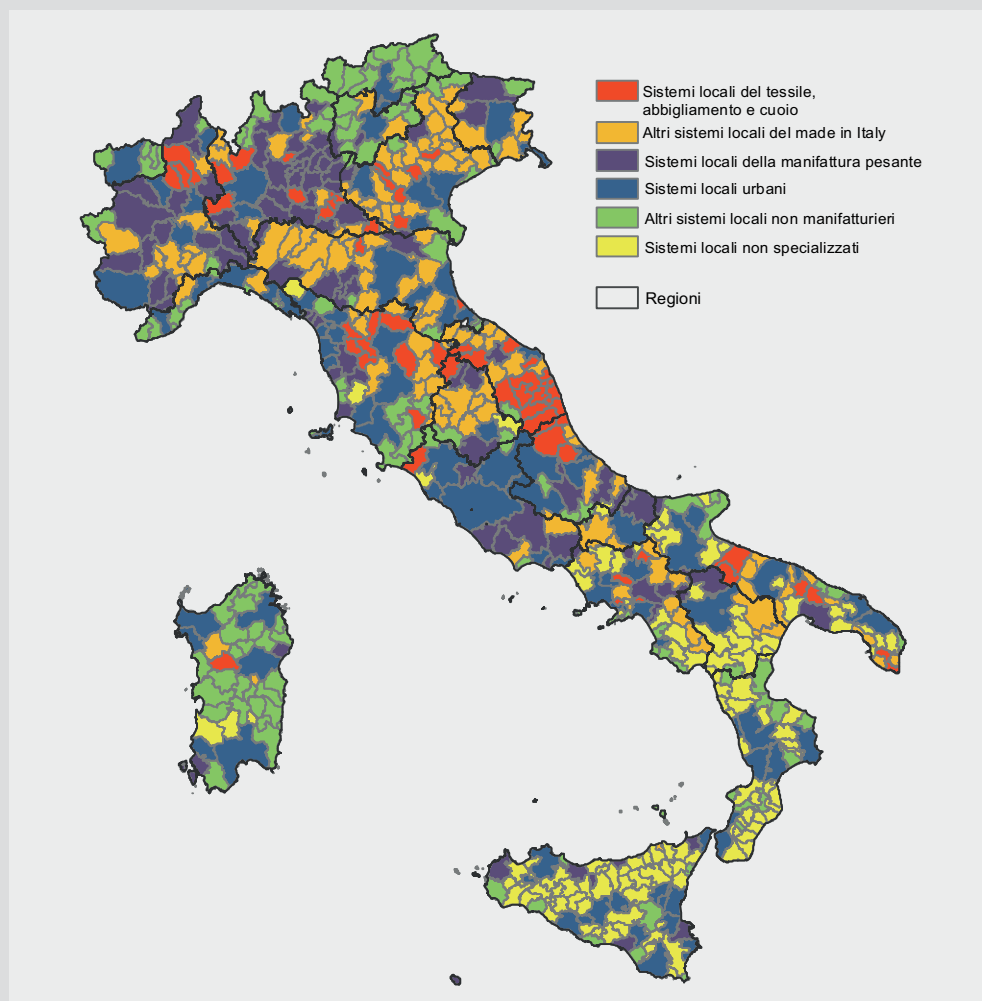 Sistemi locali del tessile,
abbigliamento e cuoio
Altri sistemi locali del made in Italy
Sistemi locali della manifattura pesante
Sistemi locali urbani
Altri sistemi locali non manifatturieri
Sistemi locali non specializzati
Regioni